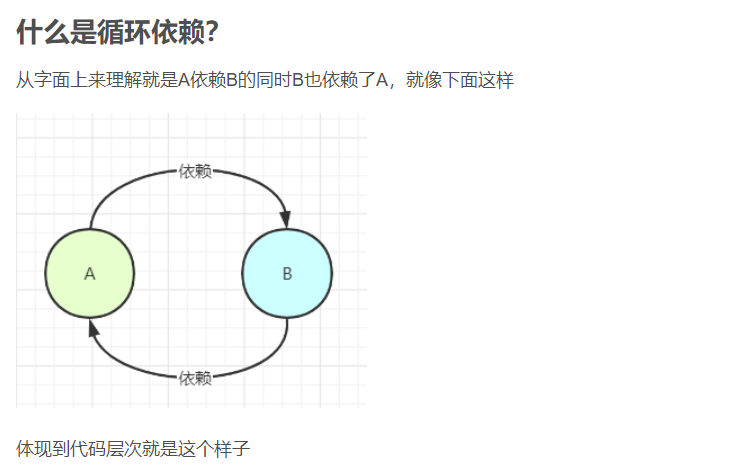 什么是循环依赖？
从字面上来理解就是A依赖B的同时B也依赖了A，就像下面这样
依赖
A
B
依赖
体现到代码层次就是这个样子